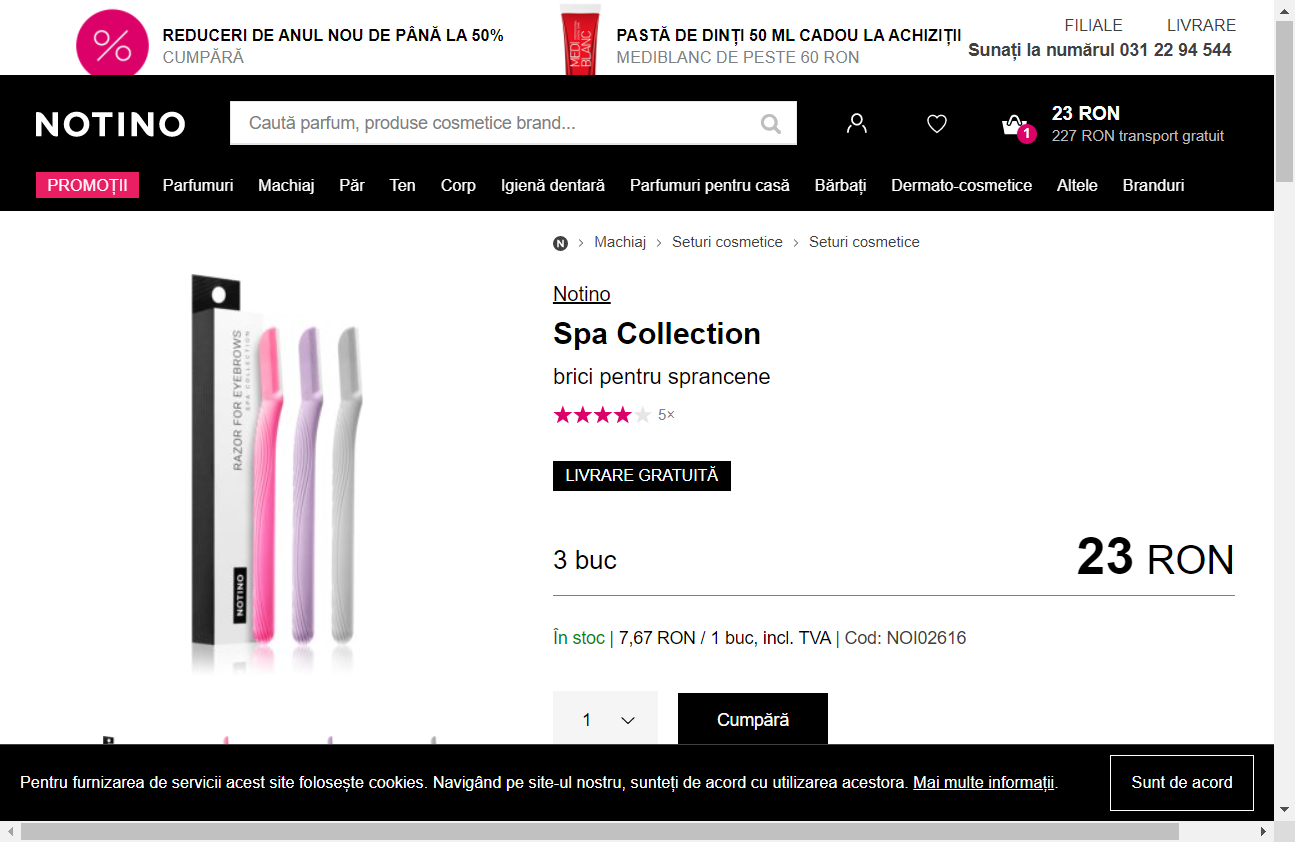 REDUCERI DE ANUL NOU DE PÂNĂ LA 50%
CUMPĂRĂ
MEDI BLANC
PASTĂ DE DINȚI 50 ML CADOU LA ACHIZIȚII
MEDIBLANC DE PESTE 60 RON
FILIALE LIVRARE
Sunați la numărul 031 22 94 544
NOTINO
Caută parfum, produse cosmetice brand...
1
23 RON
227 RON transport gratuit
PROMOȚII Parfumuri Machiaj Păr Ten Corp Igienă dentară Parfumuri pentru casă Bărbați Dermato-cosmetice Altele Branduri
N › Machiaj › Seturi cosmetice › Seturi cosmetice
RAZOR FOR EYEBROWS
SPA COLLECTION
NOTINO
Notino
Spa Collection
brici pentru sprancene
5×
LIVRARE GRATUITĂ
3 buc
23 RON
În stoc | 7,67 RON / 1 buc, incl. TVA | Cod: NOI02616
1
Cumpără
Pentru furnizarea de servicii acest site folosește cookies. Navigând pe site-ul nostru, sunteți de acord cu utilizarea acestora. Mai multe informații.
Sunt de acord